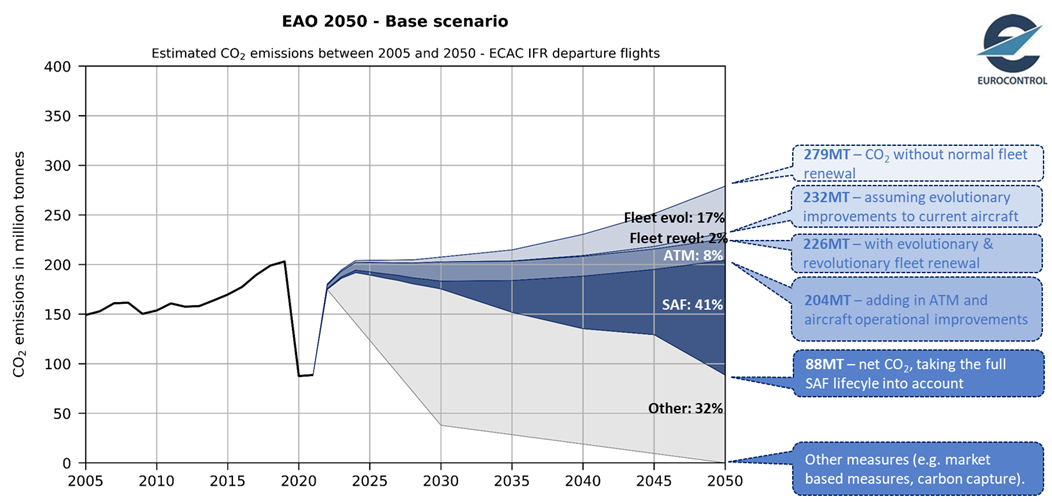 EAO 2050 - Base scenario
Estimated CO₂ emissions between 2005 and 2050 - ECAC IFR departure flights
EUROCONTROL
CO₂ emissions in million tonnes
400
350
300
250
200
150
100
50
0
2005 2010 2015 2020 2025 2030 2035 2040 2045 2050
Fleet evol: 17%
Fleet revol: 2%
ATM: 8%
SAF: 41%
Other: 32%
279MT – CO₂ without normal fleet
renewal
232MT – assuming evolutionary
improvements to current aircraft
226MT – with evolutionary &
revolutionary fleet renewal
204MT – adding in ATM and
aircraft operational improvements
88MT – net CO₂, taking the full
SAF lifecyle into account
Other measures (e.g. market
based measures, carbon capture).